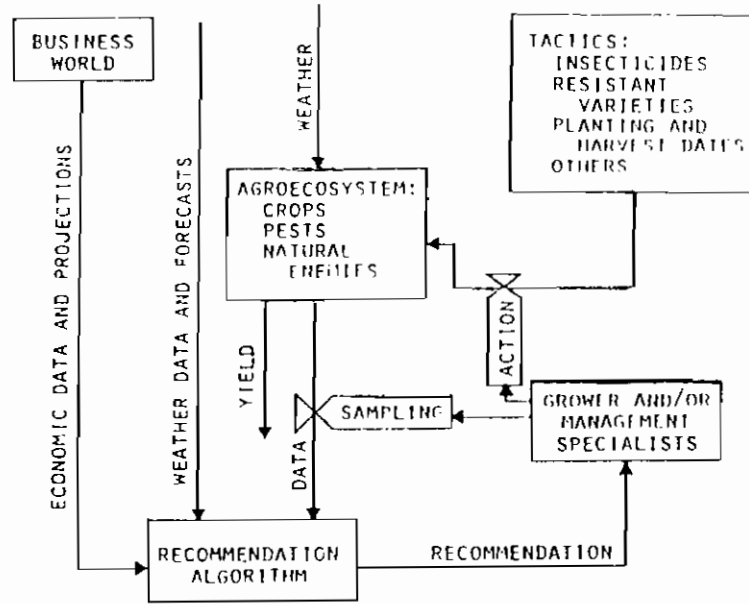 BUSINESS
WORLD
WEATHER
TACTICS:
INSECTICIDES
RESISTANT
VARIETIES
PLANTING AND
HARVEST DATES
OTHERS
ECONOMIC DATA AND PROJECTIONS
WEATHER DATA AND FORECASTS
AGROECOSYSTEM:
CROPS
PESTS
NATURAL
ENEMIES
YIELD
ACTION
SAMPLING
DATA
GROWER AND/OR
MANAGEMENT
SPECIALISTS
RECOMMENDATION
ALGORITHM
RECOMMENDATION